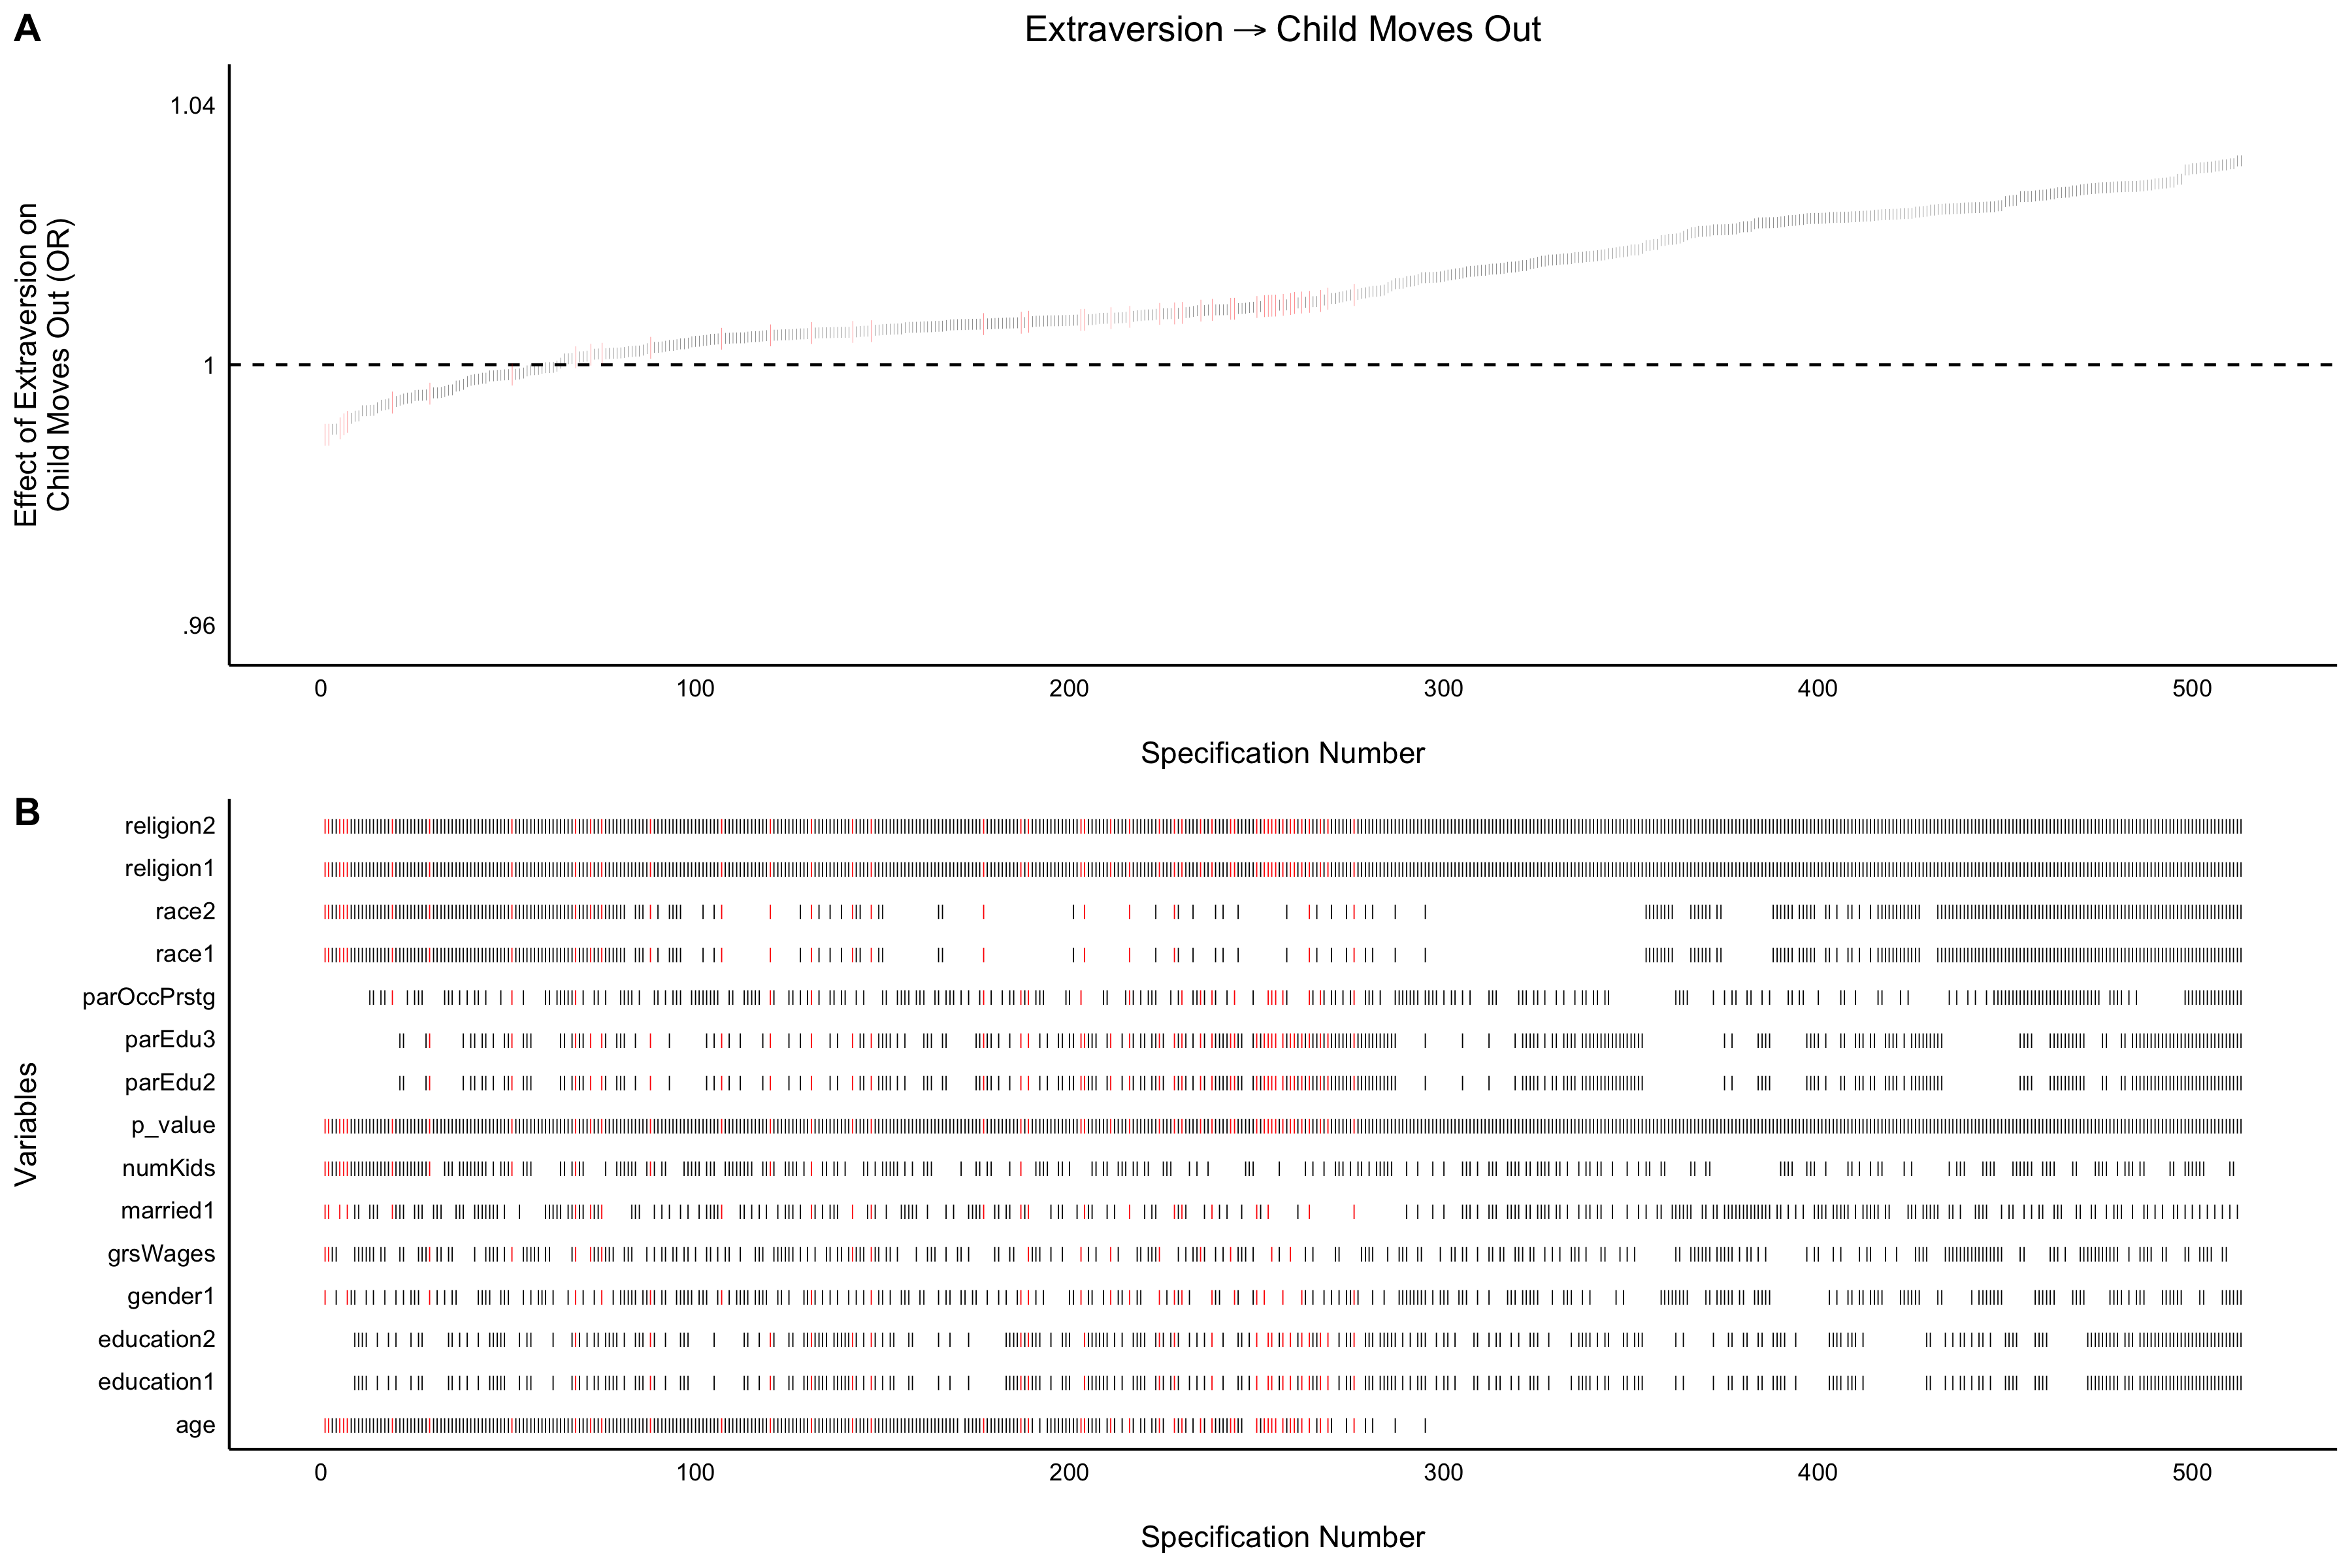 A
Extraversion → Child Moves Out
Effect of Extraversion on
Child Moves Out (OR)
1.04
1
.96
0 100 200 300 400 500
Specification Number
B
Variables
religion2
religion1
race2
race1
parOccPrstg
parEdu3
parEdu2
p_value
numKids
married1
grsWages
gender1
education2
education1
age
0 100 200 300 400 500
Specification Number